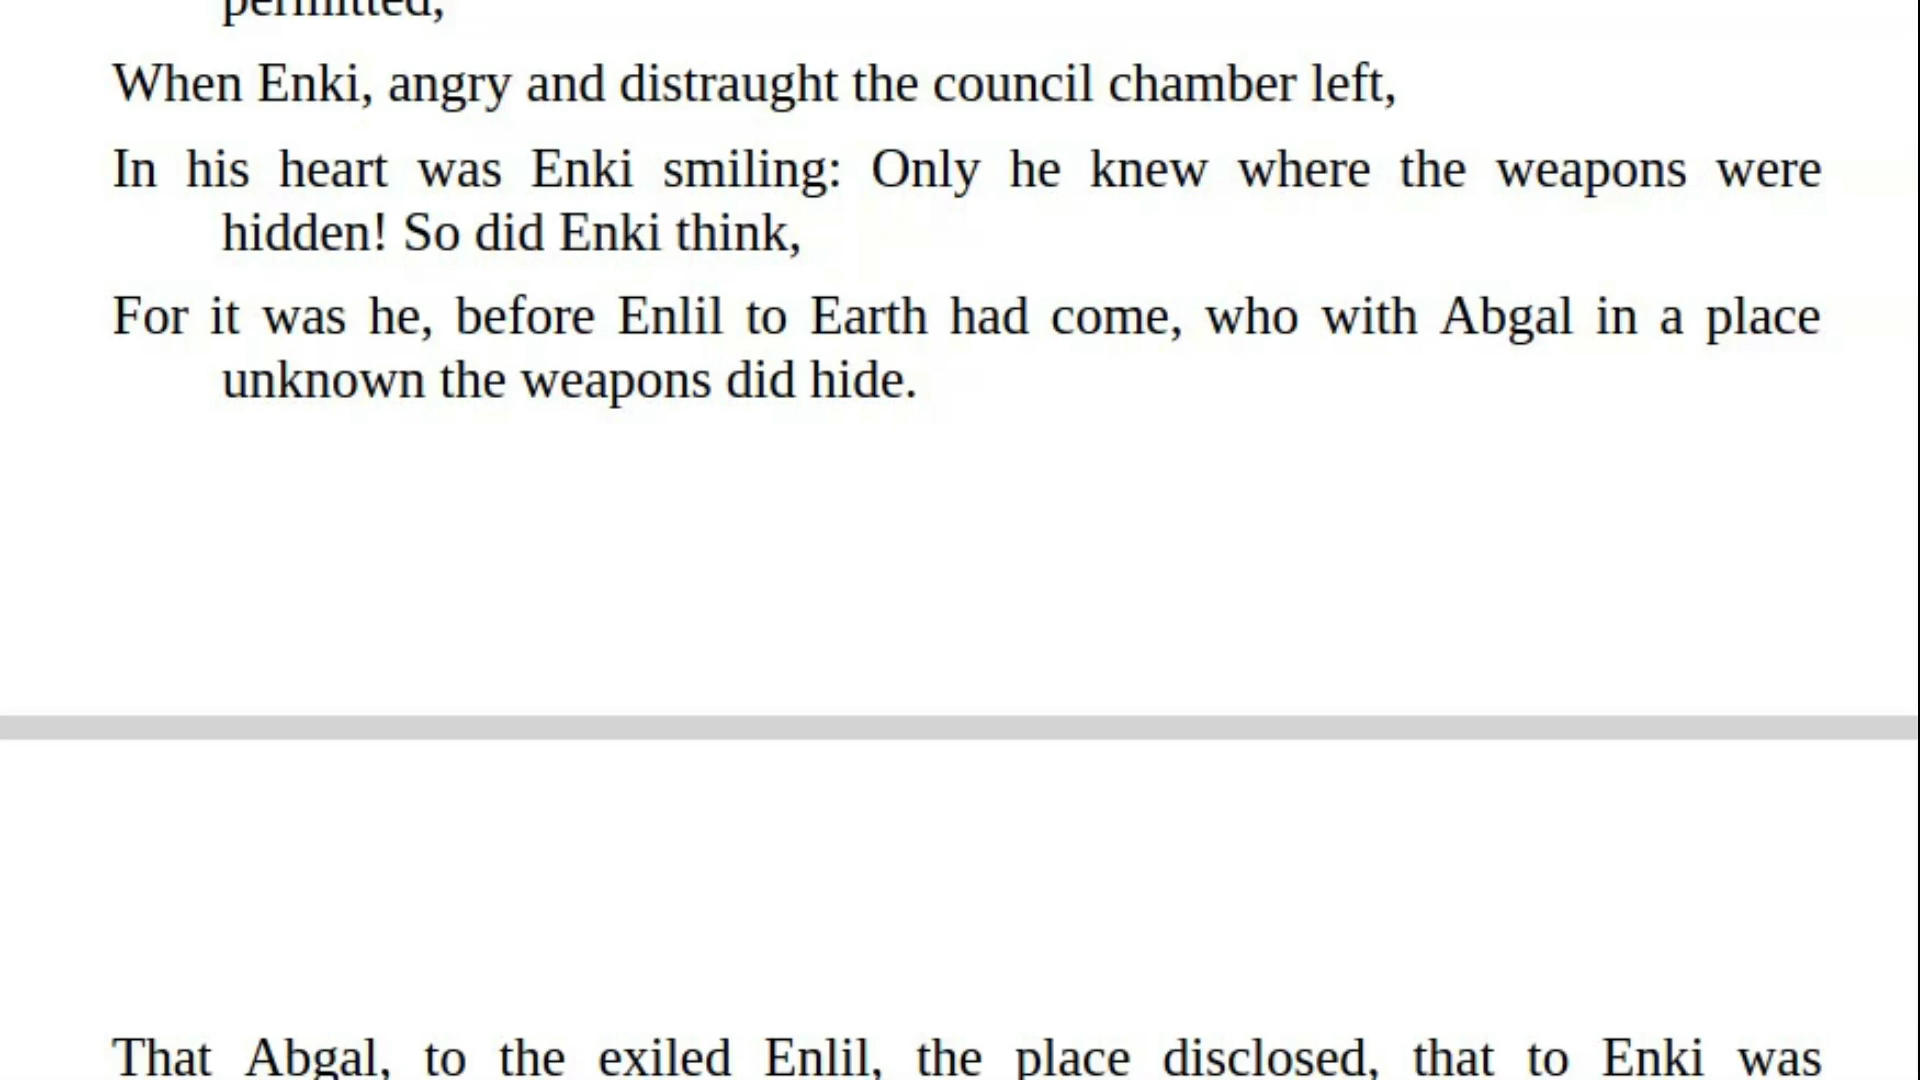 permitted,
When Enki, angry and distraught the council chamber left,
In his heart was Enki smiling: Only he knew where the weapons were
hidden! So did Enki think,
For it was he, before Enlil to Earth had come, who with Abgal in a place
unknown the weapons did hide.
That Abgal, to the exiled Enlil, the place disclosed, that to Enki was